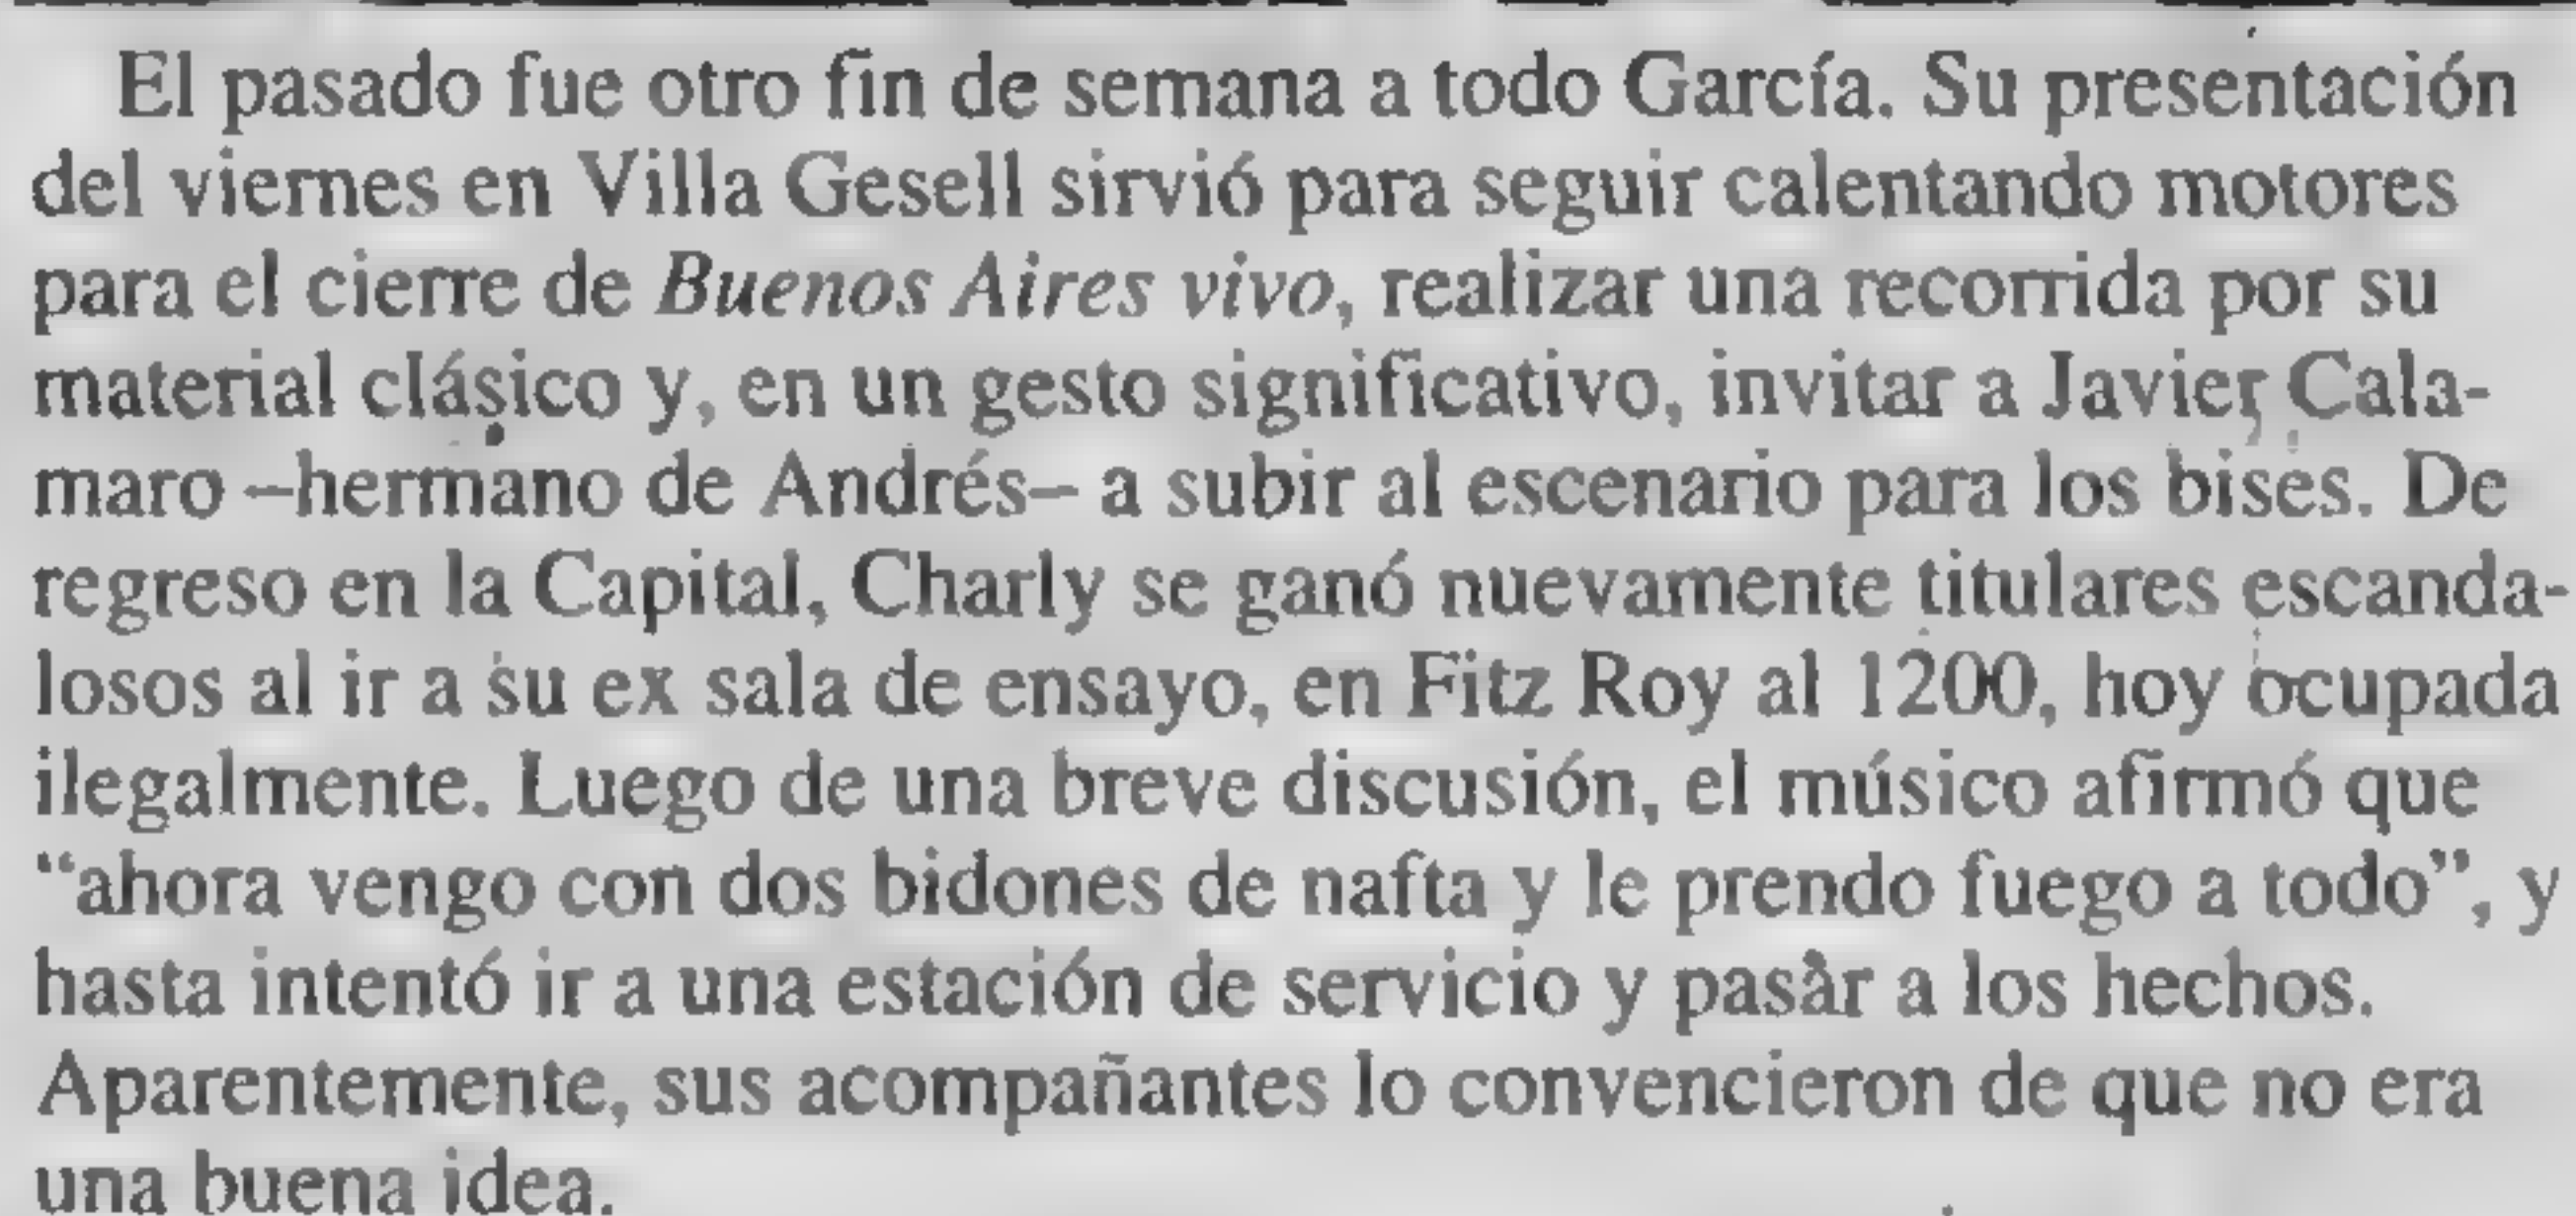 El pasado fue otro fin de semana a todo García. Su presentación
del viernes en Villa Gesell sirvió para seguir calentando motores
para el cierre de Buenos Aires vivo, realizar una recorrida por su
material clásico y, en un gesto significativo, invitar a Javier Cala-
maro –hermano de Andrés– a subir al escenario para los bises. De
regreso en la Capital, Charly se ganó nuevamente titulares escanda-
losos al ir a su ex sala de ensayo, en Fitz Roy al 1200, hoy ocupada
ilegalmente. Luego de una breve discusión, el músico afirmó que
“ahora vengo con dos bidones de nafta y le prendo fuego a todo”, y
hasta intentó ir a una estación de servicio y pasar a los hechos.
Aparentemente, sus acompañantes lo convencieron de que no era
una buena idea.